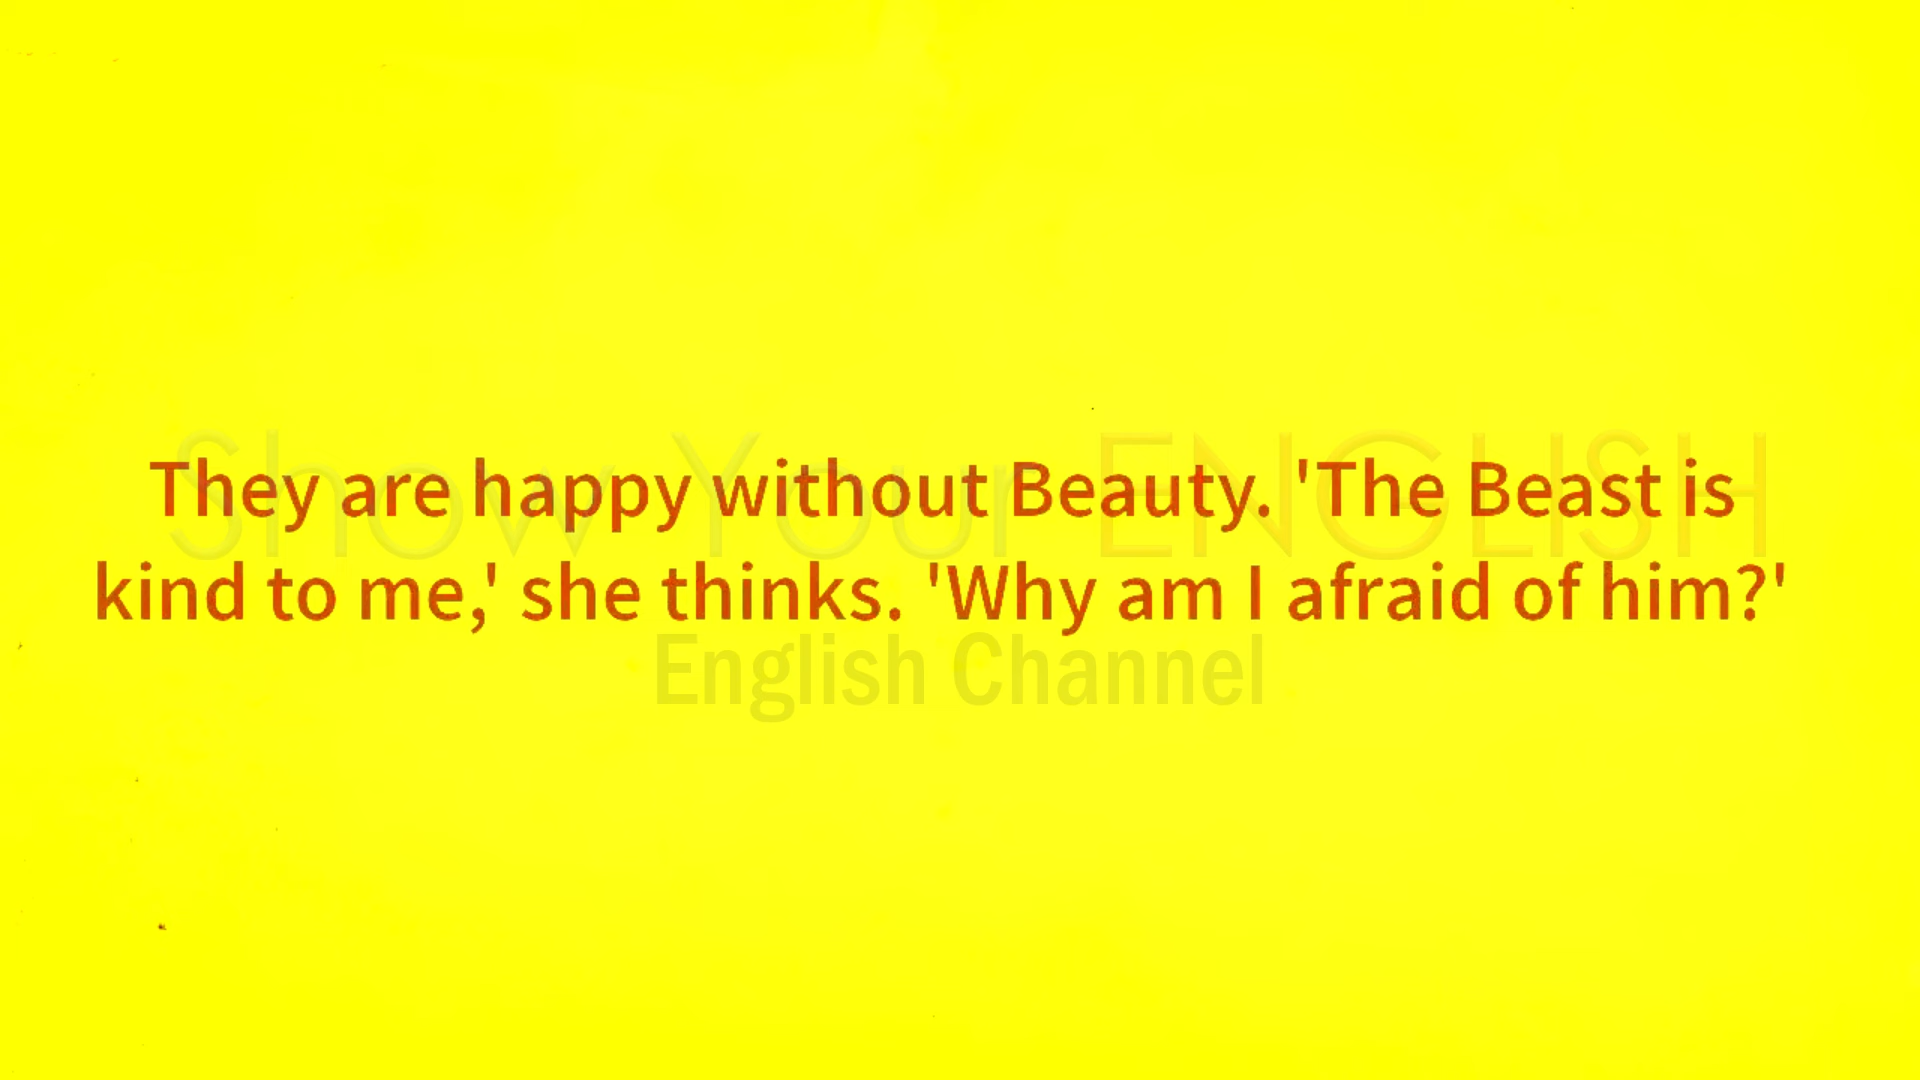 Show Your ENGLISH
They are happy without Beauty. 'The Beast is
kind to me,' she thinks. 'Why am I afraid of him?'
English Channel